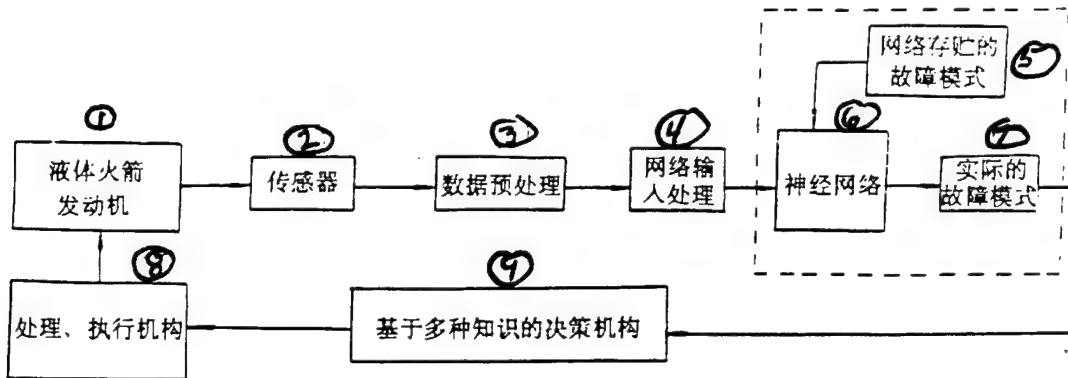 网络存贮的
故障模式
⑤
①
②
③
④
⑥
⑦
液体火箭
发动机
传感器
数据预处理
网络输
入处理
神经网络
实际的
故障模式
⑧
⑨
处理、执行机构
基于多种知识的决策机构